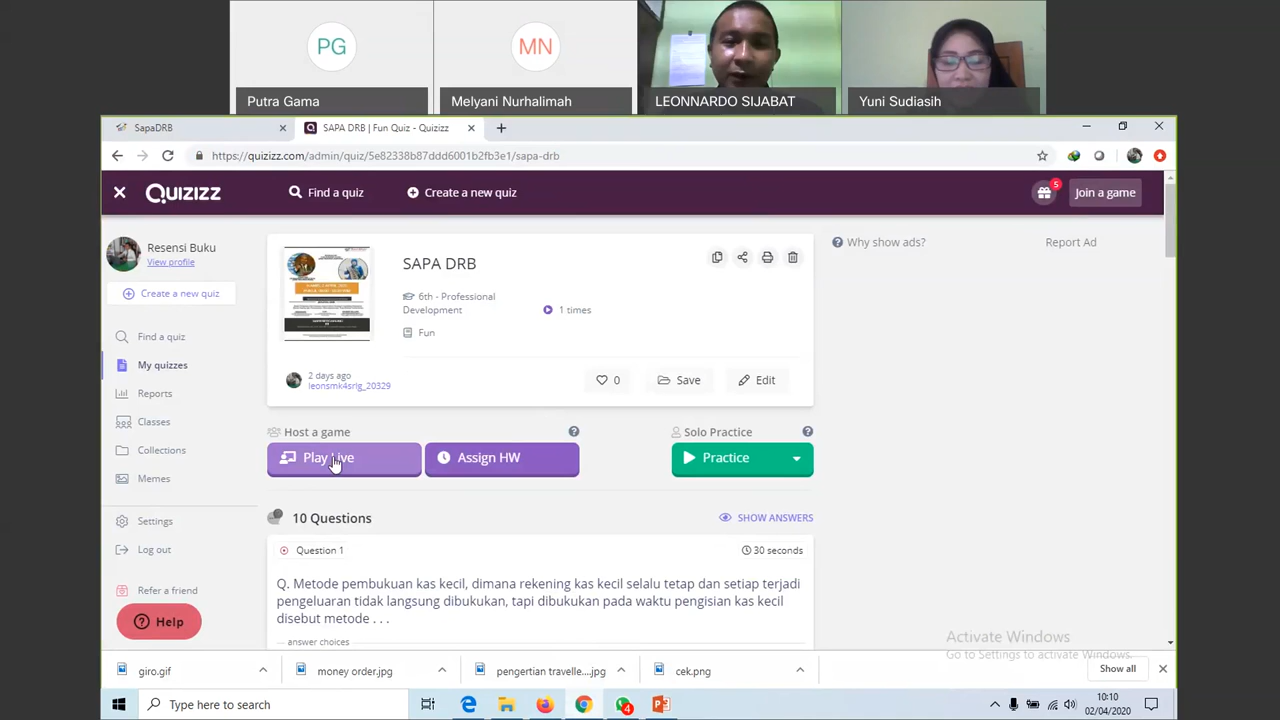 PG
Putra Gama
MN
Melyani Nurhalimah
LEONNARDO SIJABAT
Yuni Sudiasih
SapaDRB
SAPA DRB | Fun Quiz - Quizizz
https://quizizz.com/admin/quiz/5e82338b87ddd6001b2fb3e1/sapa-drb
QUIZIZZ
Find a quiz
Create a new quiz
5
Join a game
Resensi Buku
View profile
Create a new quiz
Find a quiz
My quizzes
Reports
Classes
Collections
Memes
Settings
Log out
Refer a friend
Help
SAPA DRB
6th - Professional
Development
1 times
Fun
2 days ago
leonsmk4srig_20329
0
Save
Edit
Why show ads?
Report Ad
Host a game
Solo Practice
Play Live
Assign HW
Practice
10 Questions
SHOW ANSWERS
Question 1
30 seconds
Q. Metode pembukuan kas kecil, dimana rekening kas kecil selalu tetap dan setiap terjadi
pengeluaran tidak langsung dibukukan, tapi dibukukan pada waktu pengisian kas kecil
disebut metode . . .
answer choices
Activate Windows
Go to Settings to activate Windows.
giro.gif
money order.jpg
pengertian travelle....jpg
cek.png
Show all
Type here to search
4
10:10
02/04/2020